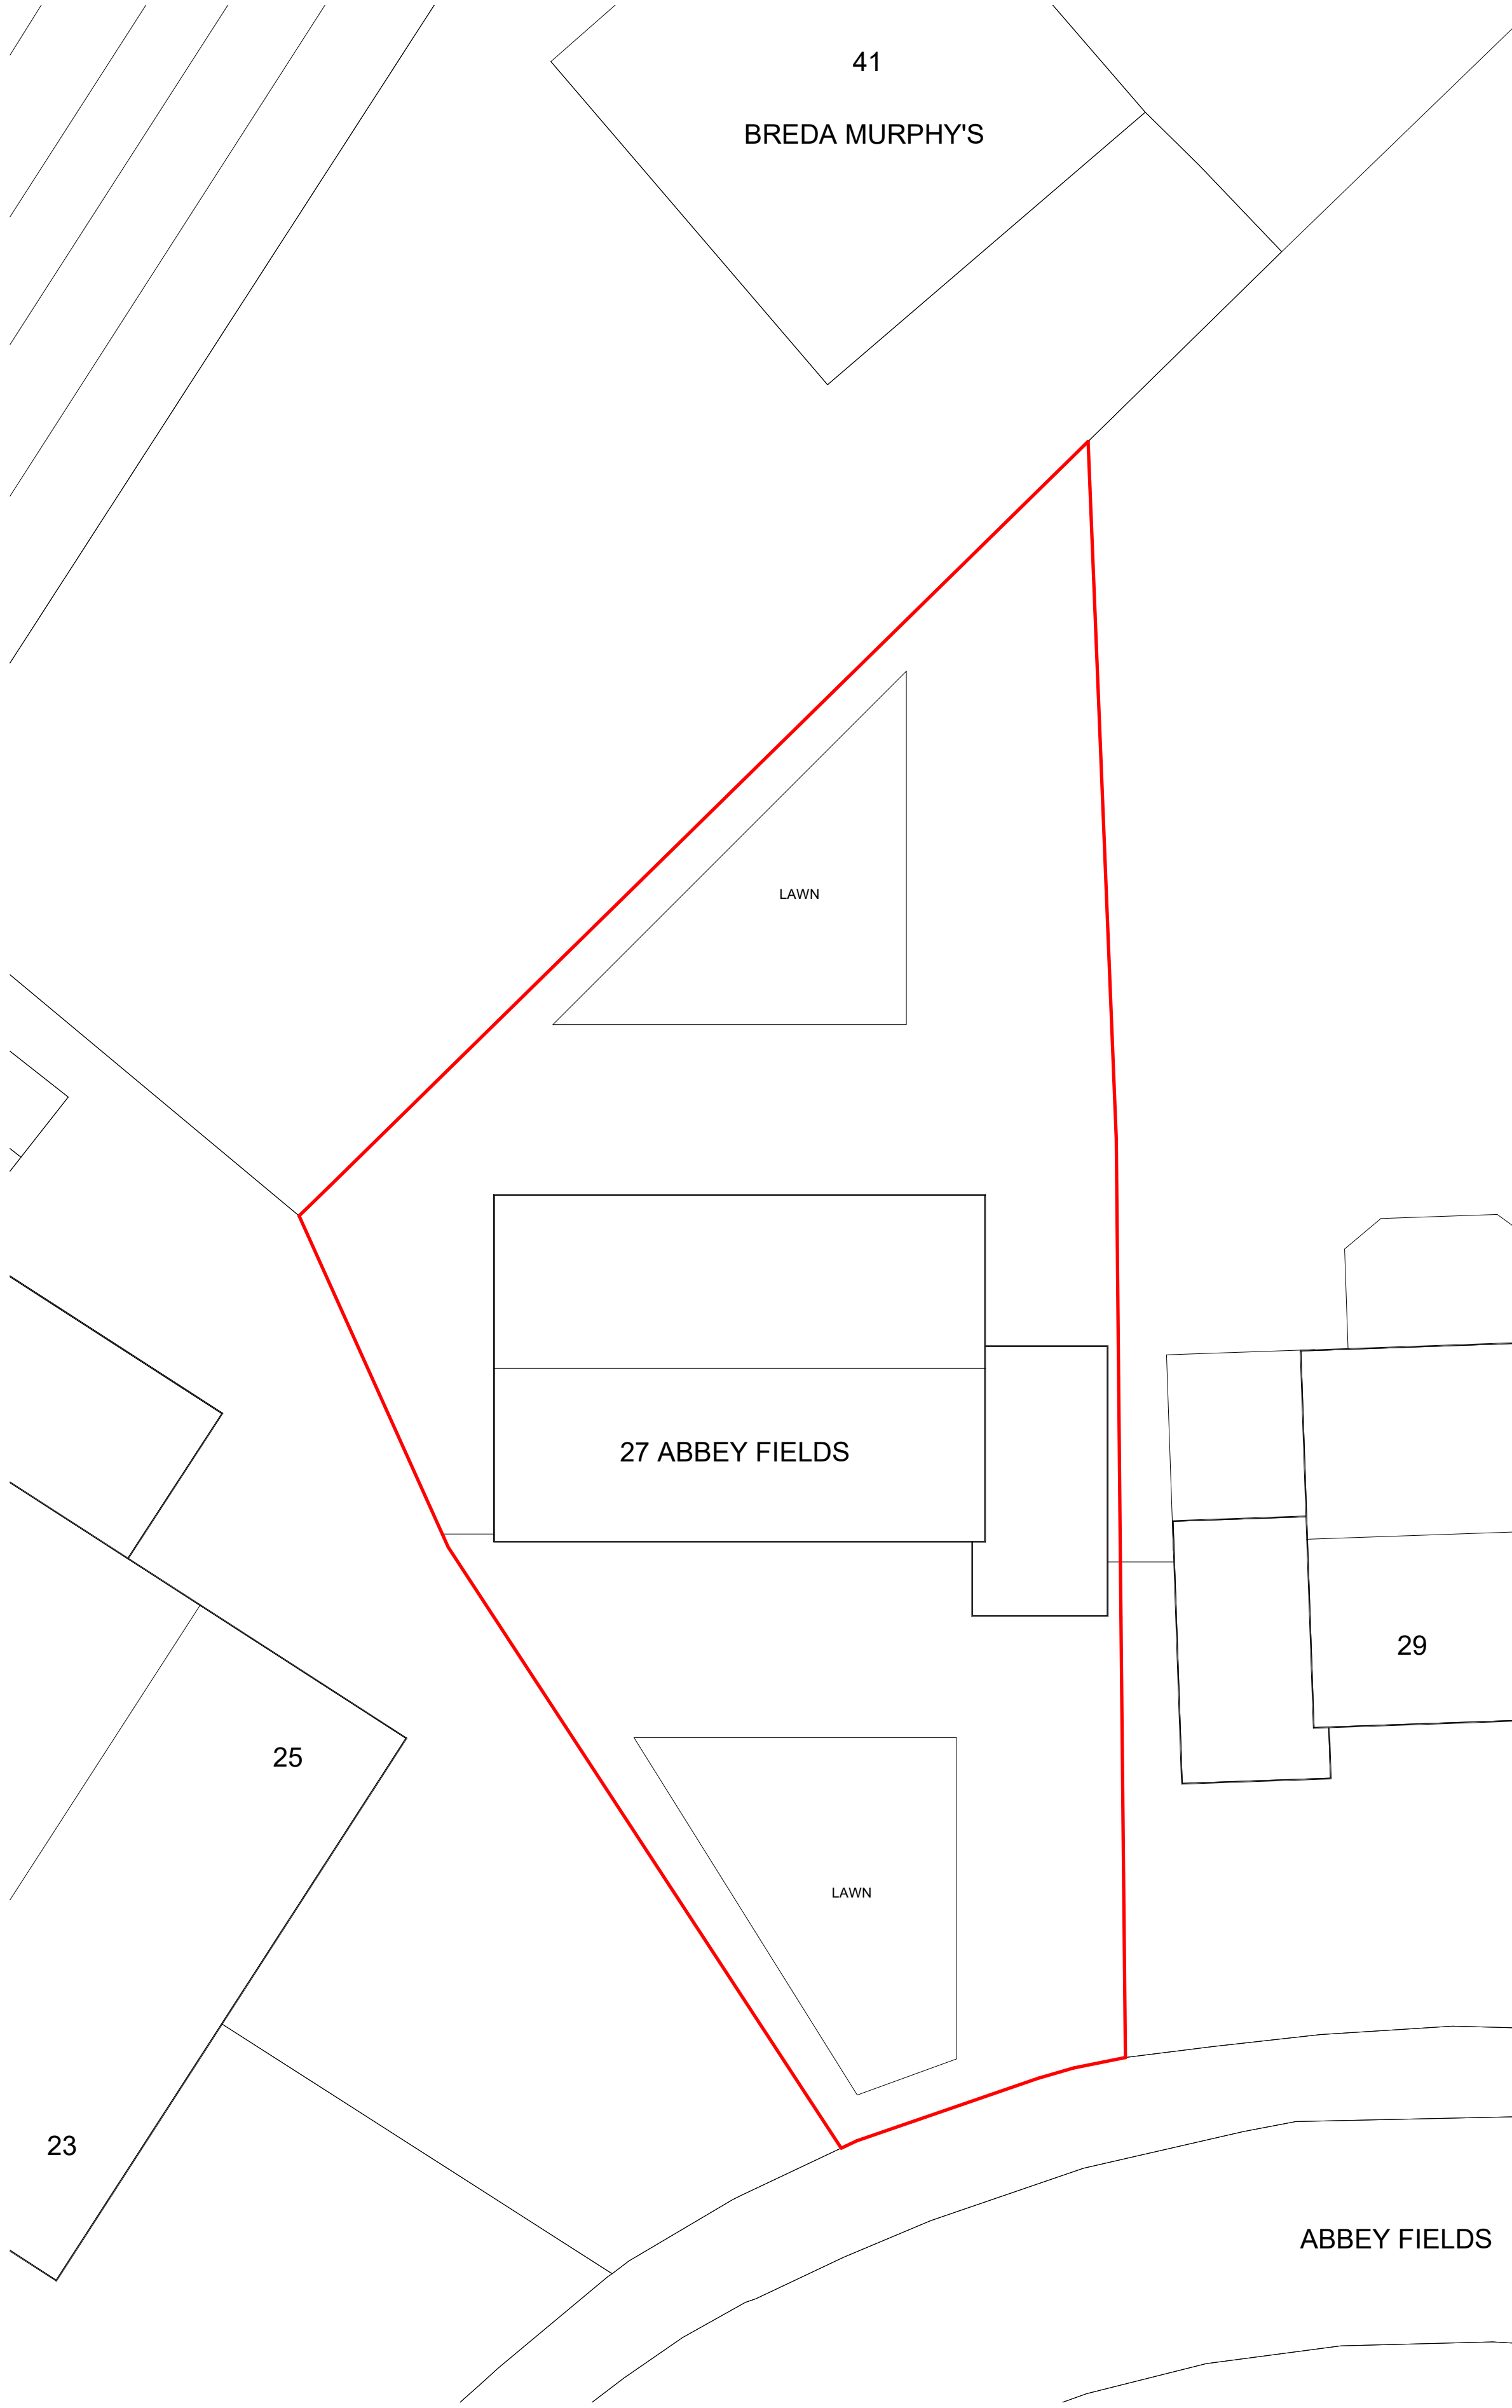 41
BREDA MURPHY'S
LAWN
27 ABBEY FIELDS
29
25
LAWN
23
ABBEY FIELDS